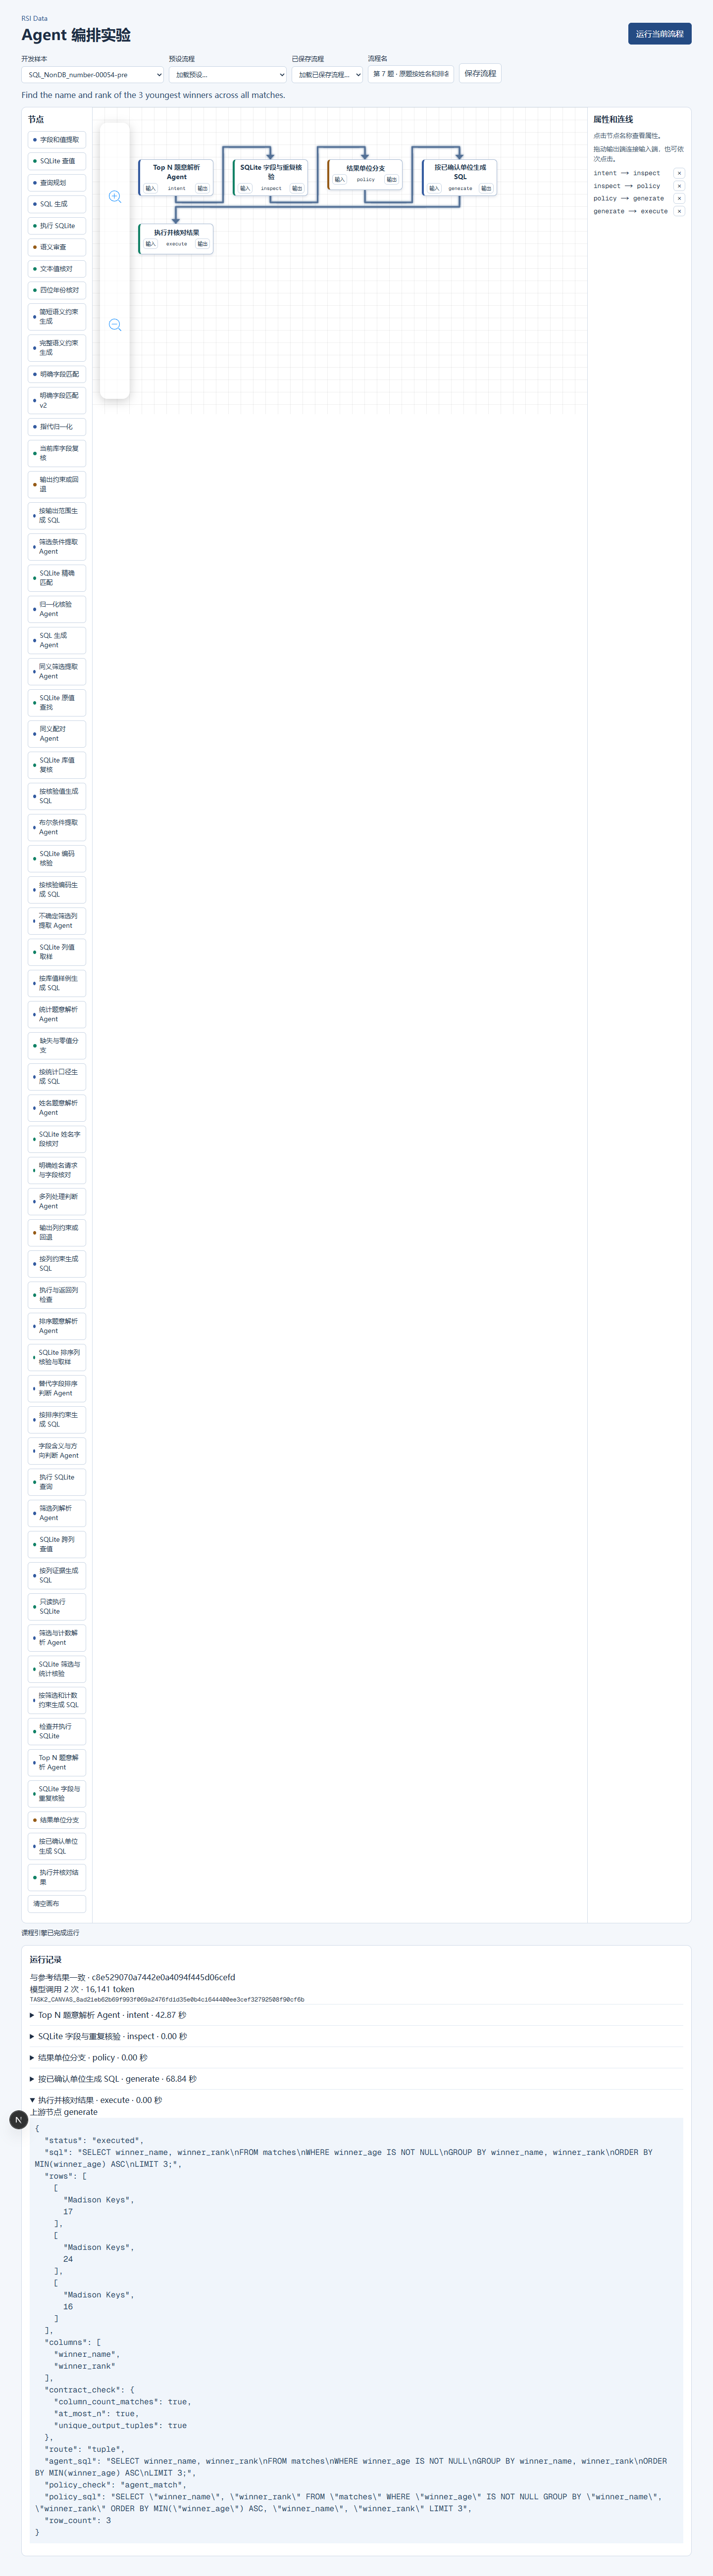 RSI Data
Agent 编排实验
运行当前流程
开发样本
预设流程
已保存流程
流程名
SQL_NonDB_number-00054-pre
加载预设...
加载已保存流程...
第 7 题 · 原题按姓名和排名
保存流程
Find the name and rank of the 3 youngest winners across all matches.
节点
字段和值提取
SQLite 查值
查询规划
SQL 生成
执行 SQLite
语义审查
文本值核对
四位年份核对
简短语义约束
生成
完整语义约束
生成
明确字段匹配
明确字段匹配
v2
指代归一化
当前库字段复
核
输出约束或回
退
按输出范围生
成 SQL
筛选条件提取
Agent
SQLite 精确
匹配
归一化核验
Agent
SQL 生成
Agent
同义筛选提取
Agent
SQLite 原值
查找
同义配对
Agent
SQLite 库值
复核
按核验值生成
SQL
布尔条件提取
Agent
SQLite 编码
核验
按核验编码生
成 SQL
不确定筛选列
提取 Agent
SQLite 列值
取样
按库值样例生
成 SQL
统计题意解析
Agent
缺失与零值分
支
按统计口径生
成 SQL
姓名题意解析
Agent
SQLite 姓名字
段核对
明确姓名请求
与字段核对
多列处理判断
Agent
输出列约束或
回退
按列约束生成
SQL
执行与返回列
检查
排序题意解析
Agent
SQLite 排序列
核验与取样
替代字段排序
判断 Agent
按排序约束生
成 SQL
字段含义与方
向判断 Agent
执行 SQLite
查询
筛选列解析
Agent
SQLite 跨列
查值
按列证据生成
SQL
只读执行
SQLite
筛选与计数解
析 Agent
SQLite 筛选与
统计核验
按筛选和计数
约束生成 SQL
检查并执行
SQLite
Top N 题意解
析 Agent
SQLite 字段与
重复核验
结果单位分支
按已确认单位
生成 SQL
执行并核对结
果
清空画布
Top N 题意解析
Agent
输入 intent 输出
SQLite 字段与重复核
验
输入 inspect 输出
结果单位分支
输入 policy 输出
按已确认单位生成
SQL
输入 generate 输出
执行并核对结果
输入 execute 输出
属性和连线
点击节点名称查看属性。
拖动输出端连接输入端，也可依
次点击。
intent → inspect ×
inspect → policy ×
policy → generate ×
generate → execute ×
课程引擎已完成运行
运行记录
与参考结果一致 · c8e529070a7442e0a4094f445d06cefd
模型调用 2 次 · 16,141 token
TASK2_CANVAS_8ad21eb62b69f993f069a2476fd1d35e0b4c1644400ee3cef32792508f90cf6b
▶ Top N 题意解析 Agent · intent · 42.87 秒
▶ SQLite 字段与重复核验 · inspect · 0.00 秒
▶ 结果单位分支 · policy · 0.00 秒
▶ 按已确认单位生成 SQL · generate · 68.84 秒
▼ 执行并核对结果 · execute · 0.00 秒
上游节点 generate
{
"status": "executed",
"sql": "SELECT winner_name, winner_rank\nFROM matches\nWHERE winner_age IS NOT NULL\nGROUP BY winner_name, winner_rank\nORDER BY
MIN(winner_age) ASC\nLIMIT 3;",
"rows": [
[
"Madison Keys",
17
],
[
"Madison Keys",
24
],
[
"Madison Keys",
16
]
],
"columns": [
"winner_name",
"winner_rank"
],
"contract_check": {
"column_count_matches": true,
"at_most_n": true,
"unique_output_tuples": true
},
"route": "tuple",
"agent_sql": "SELECT winner_name, winner_rank\nFROM matches\nWHERE winner_age IS NOT NULL\nGROUP BY winner_name, winner_rank\nORDER
BY MIN(winner_age) ASC\nLIMIT 3;",
"policy_check": "agent_match",
"policy_sql": "SELECT \"winner_name\", \"winner_rank\" FROM \"matches\" WHERE \"winner_age\" IS NOT NULL GROUP BY \"winner_name\",
\"winner_rank\" ORDER BY MIN(\"winner_age\") ASC, \"winner_name\", \"winner_rank\" LIMIT 3",
"row_count": 3
}
N